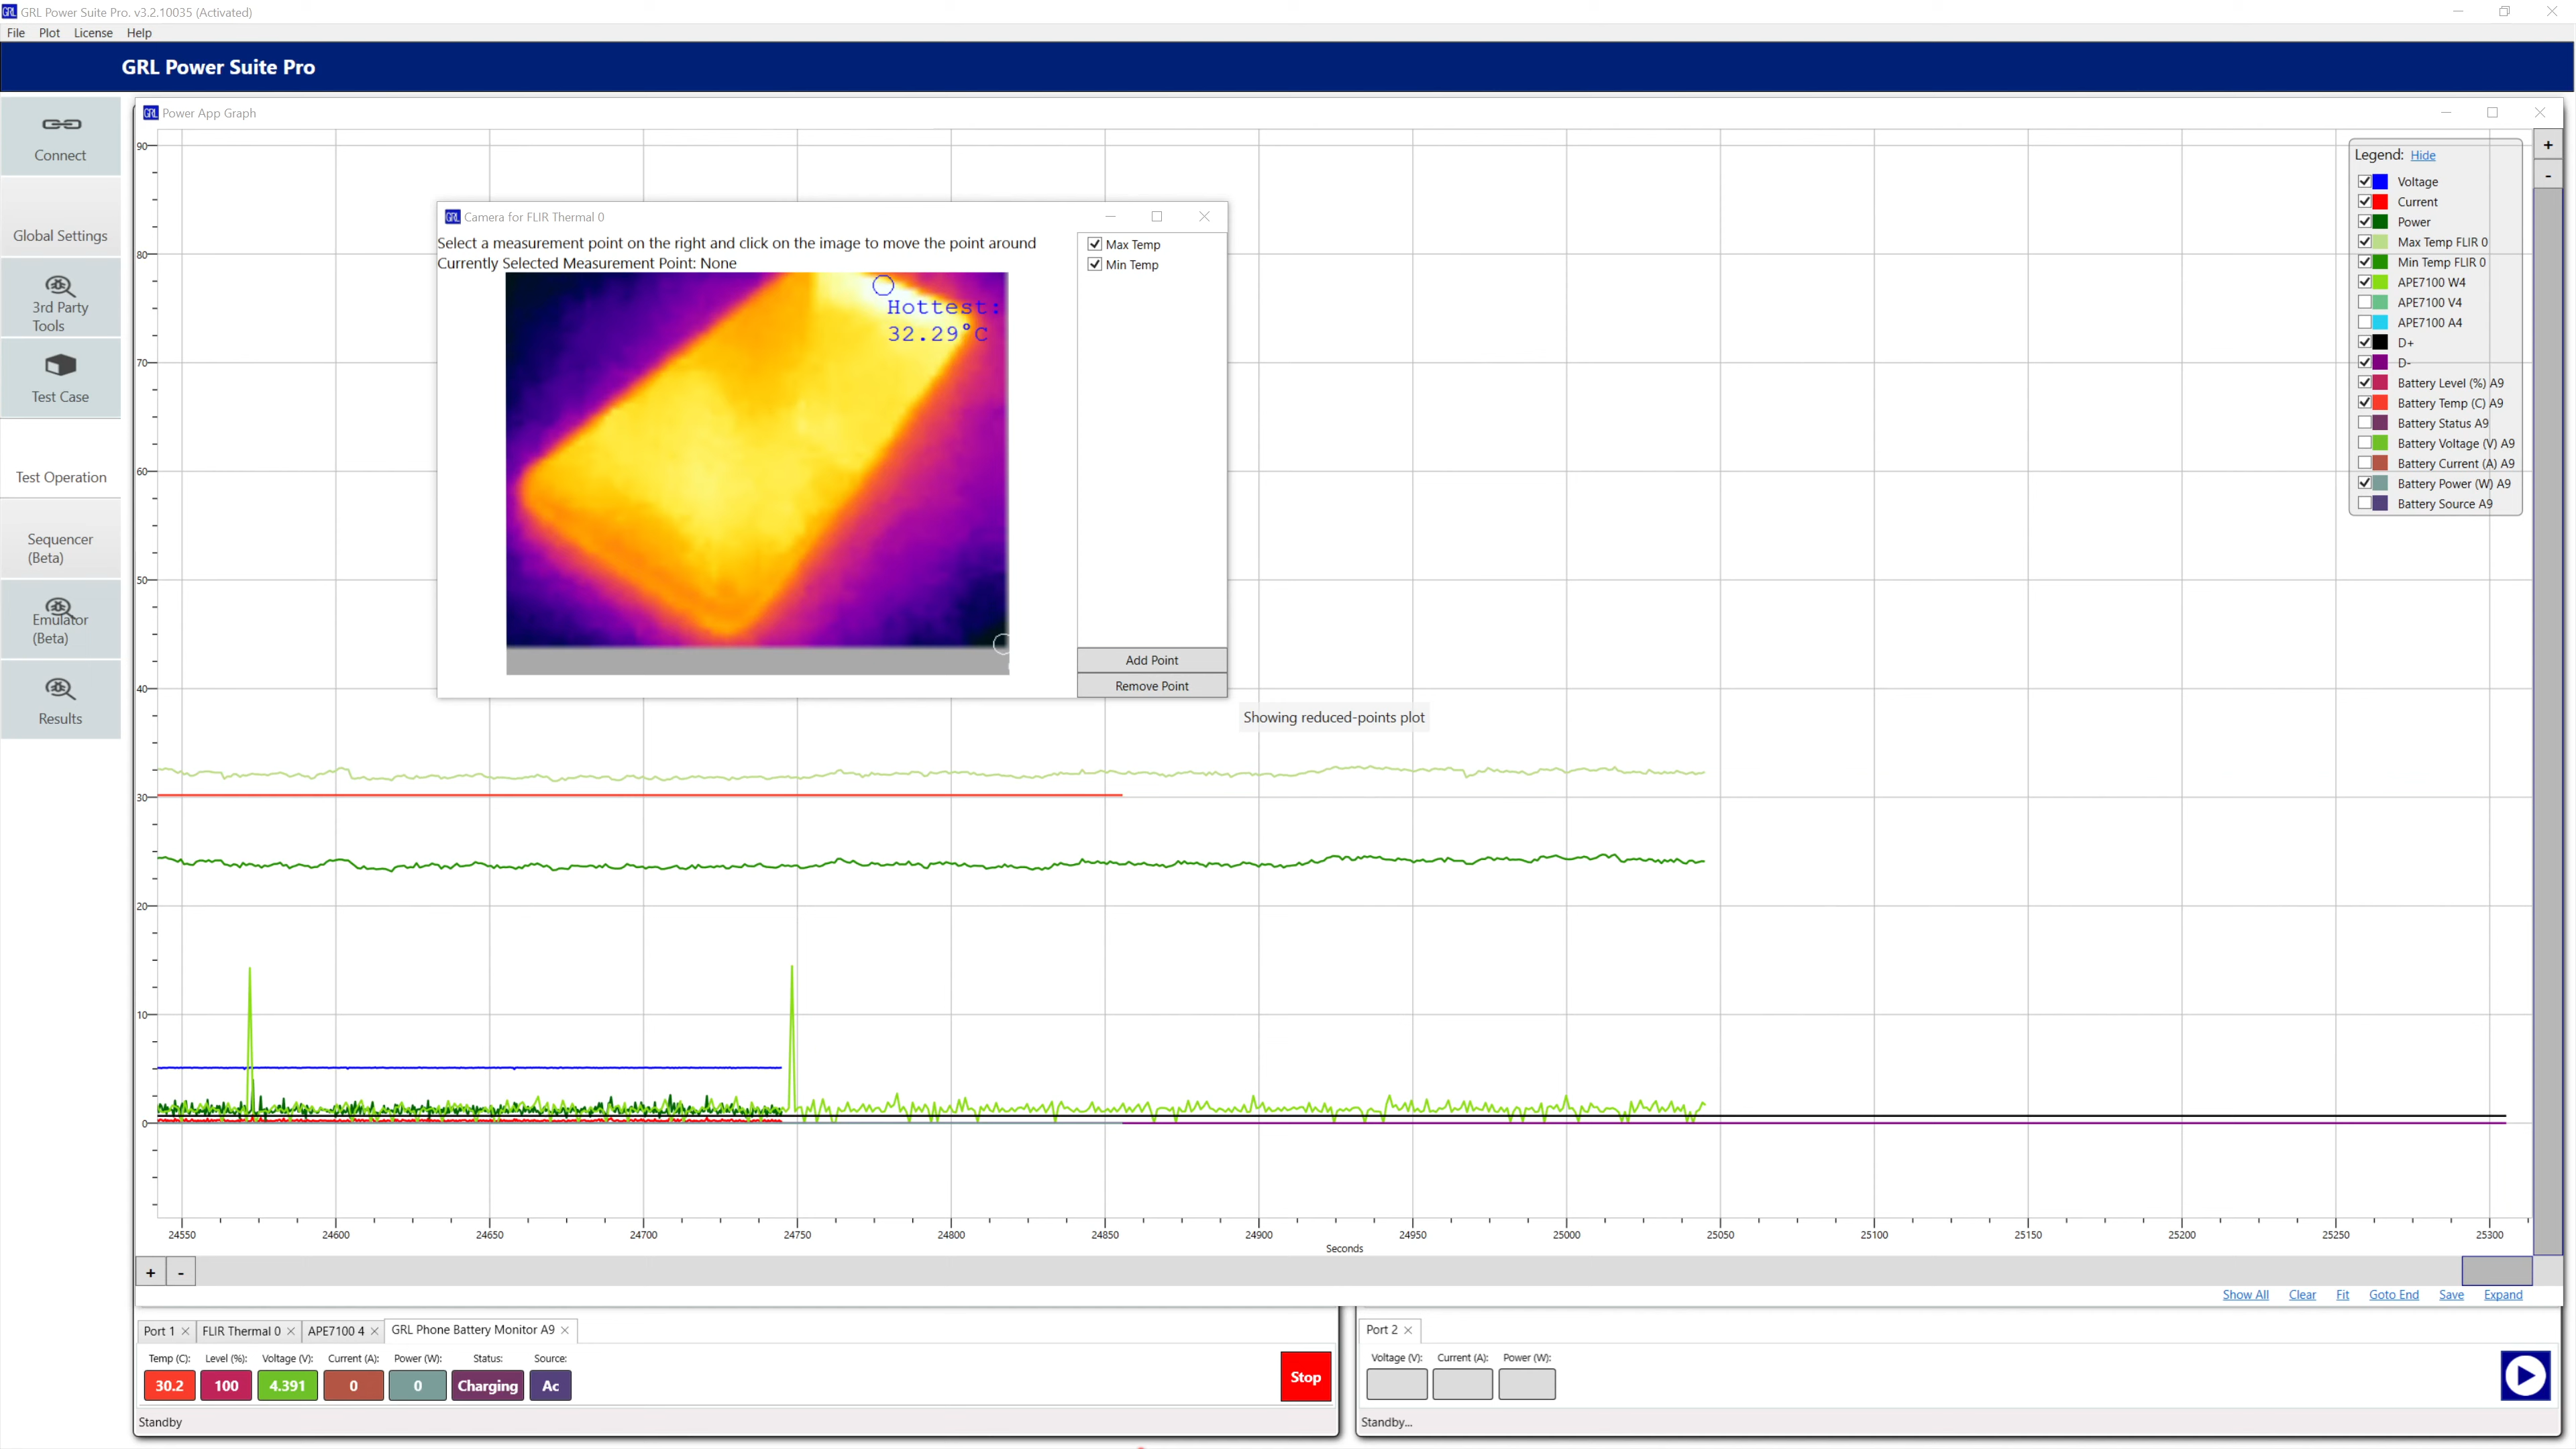 GRL GRL Power Suite Pro. v3.2.10035 (Activated)
File Plot License Help
GRL Power Suite Pro
Connect
Global Settings
3rd Party
Tools
Test Case
Test Operation
Sequencer
(Beta)
Emulator
(Beta)
Results
GRL Power App Graph
90
80
70
60
50
40
30
20
10
0
GRL Camera for FLIR Thermal 0
Select a measurement point on the right and click on the image to move the point around
Currently Selected Measurement Point: None
Hottest:
32.29°C
Max Temp
Min Temp
Add Point
Remove Point
Showing reduced-points plot
Legend: Hide
Voltage
Current
Power
Max Temp FLIR 0
Min Temp FLIR 0
APE7100 W4
APE7100 V4
APE7100 A4
D+
D-
Battery Level (%) A9
Battery Temp (C) A9
Battery Status A9
Battery Voltage (V) A9
Battery Current (A) A9
Battery Power (W) A9
Battery Source A9
+
-
24550 24600 24650 24700 24750 24800 24850 24900 24950 25000 25050 25100 25150 25200 25250 25300
Seconds
+ -
Show All Clear Fit Goto End Save Expand
Port 1 FLIR Thermal 0 APE7100 4 GRL Phone Battery Monitor A9
Temp (C): Level (%): Voltage (V): Current (A): Power (W): Status: Source:
30.2 100 4.391 0 0 Charging Ac
Stop
Standby
Port 2
Voltage (V): Current (A): Power (W):
Standby...